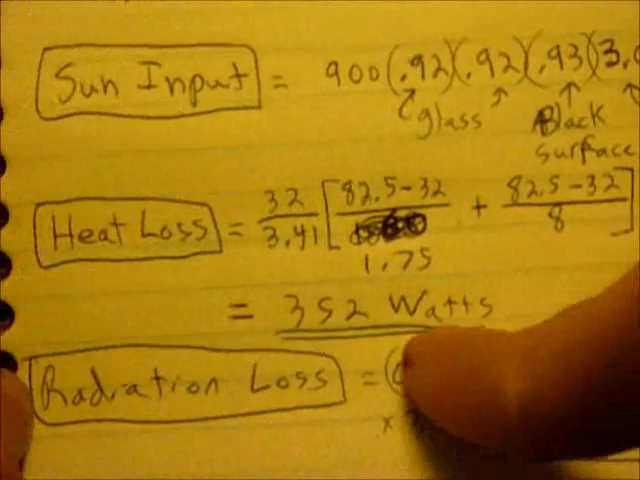 Sun Input = 900(.92)(.92)(.93)(3.
glass Black
surface
Heat Loss = 32/3.41 [ 82.5-32/1.75 + 82.5-32/8 ]
= 352 Watts
Radiation Loss = (
x